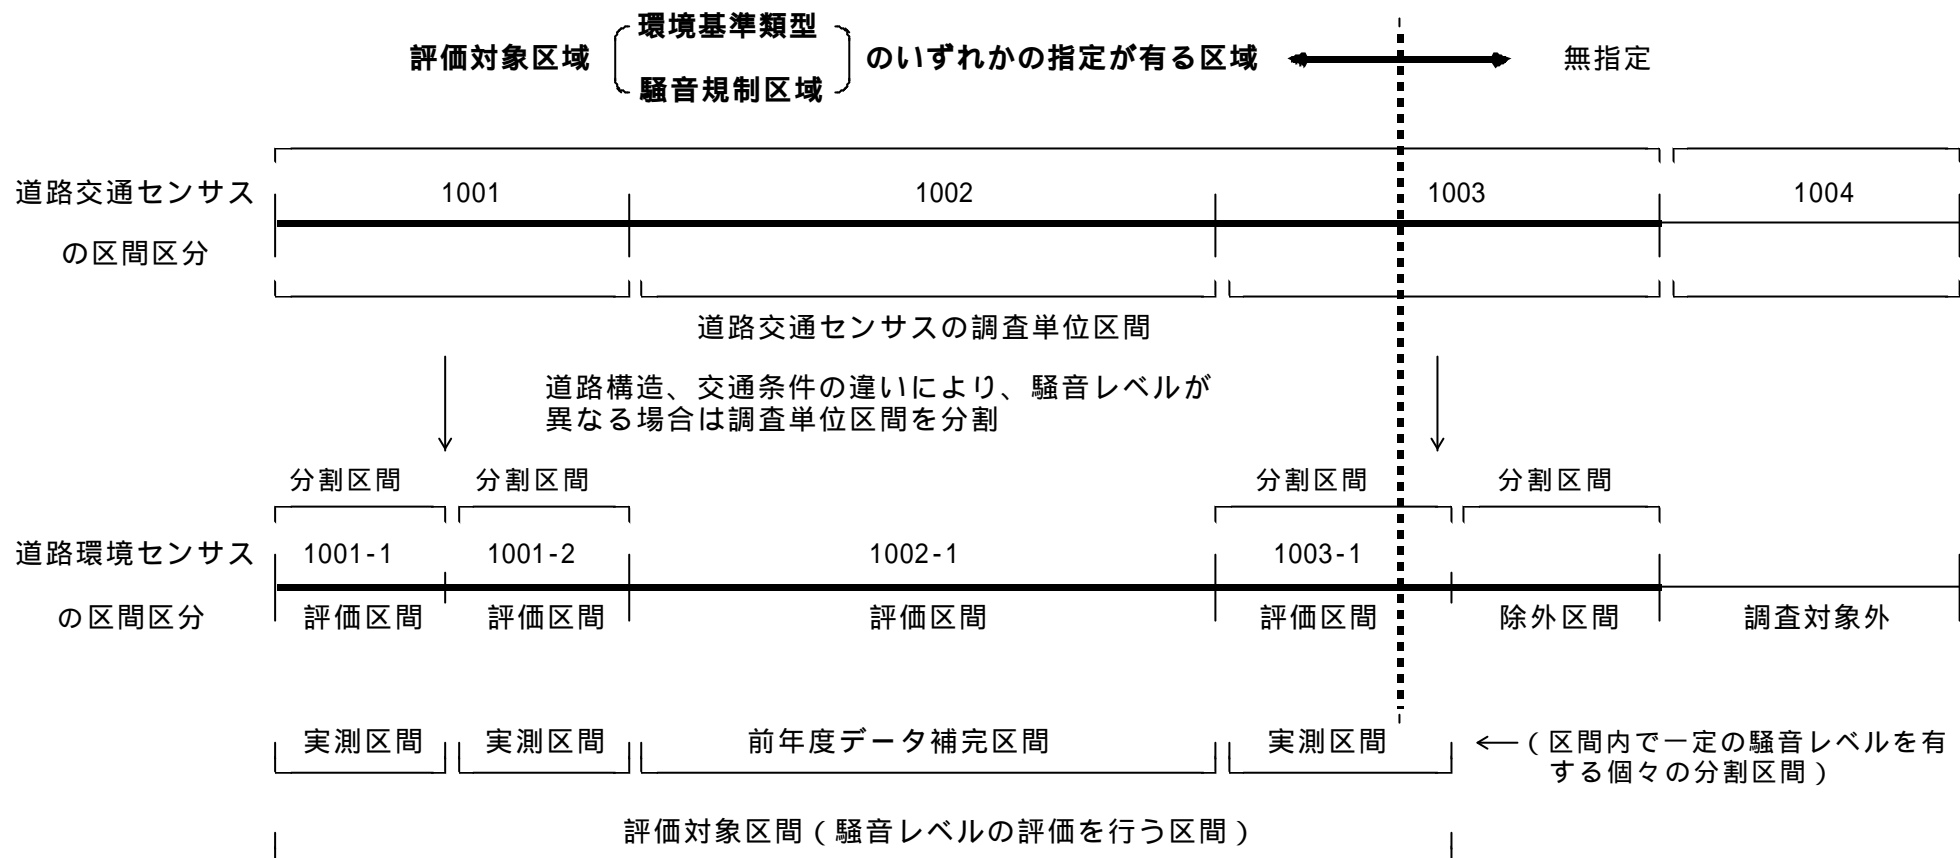 環境基準類型
評価対象区域 のいずれかの指定が有る区域 無指定
騒音規制区域
道路交通センサス 1001 1002 1003 1004
の区間区分
道路交通センサスの調査単位区間
道路構造、交通条件の違いにより、騒音レベルが
異なる場合は調査単位区間を分割
分割区間 分割区間 分割区間 分割区間
道路環境センサス 1001-1 1001-2 1002-1 1003-1
の区間区分 評価区間 評価区間 評価区間 評価区間 除外区間 調査対象外
実測区間 実測区間 前年度データ補完区間 実測区間 ←(区間内で一定の騒音レベルを有
する個々の分割区間)
評価対象区間(騒音レベルの評価を行う区間)